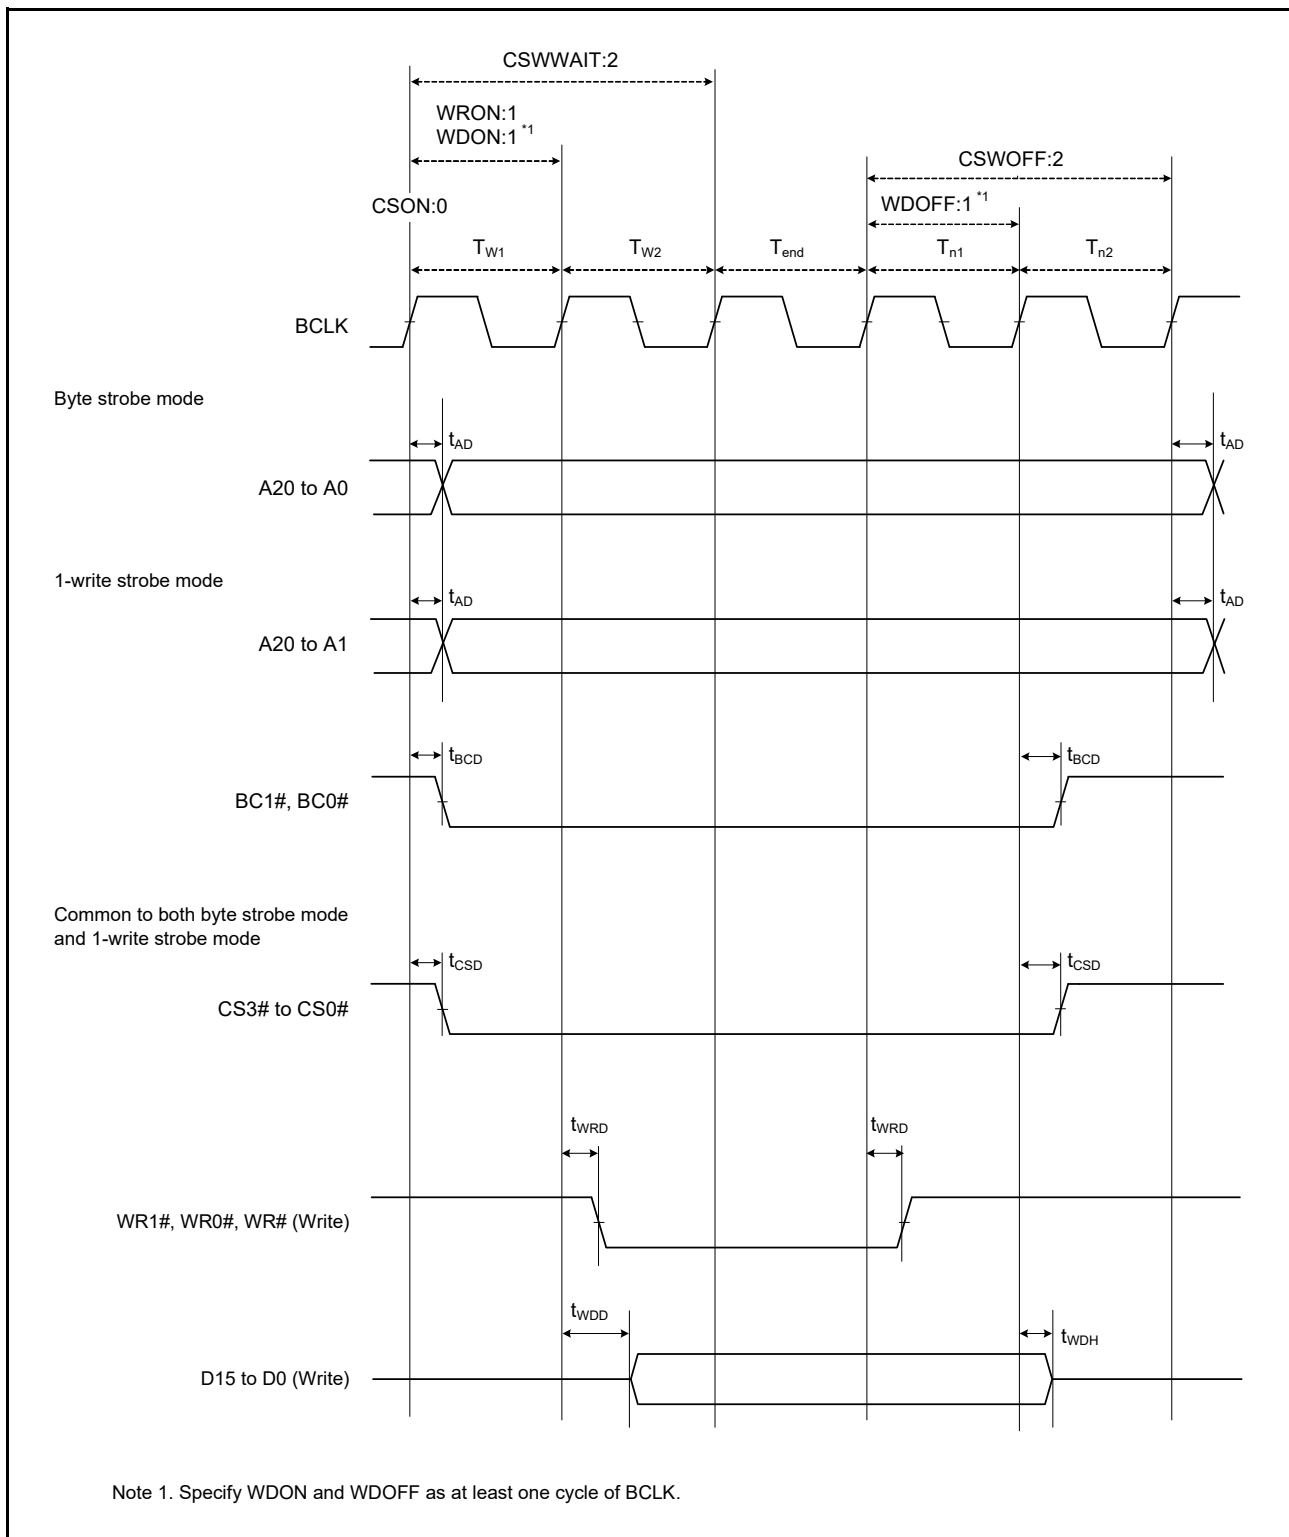 CSWWAIT:2
WRON:1
WDON:1 *1
CSWOFF:2
WDOFF:1 *1
CSON:0
TW1
TW2
Tend
Tn1
Tn2
BCLK
Byte strobe mode
tAD
tAD
A20 to A0
1-write strobe mode
tAD
tAD
A20 to A1
tBCD
tBCD
BC1#, BC0#
Common to both byte strobe mode
and 1-write strobe mode
tCSD
tCSD
CS3# to CS0#
tWRD
tWRD
WR1#, WR0#, WR# (Write)
tWDD
tWDH
D15 to D0 (Write)
Note 1. Specify WDON and WDOFF as at least one cycle of BCLK.